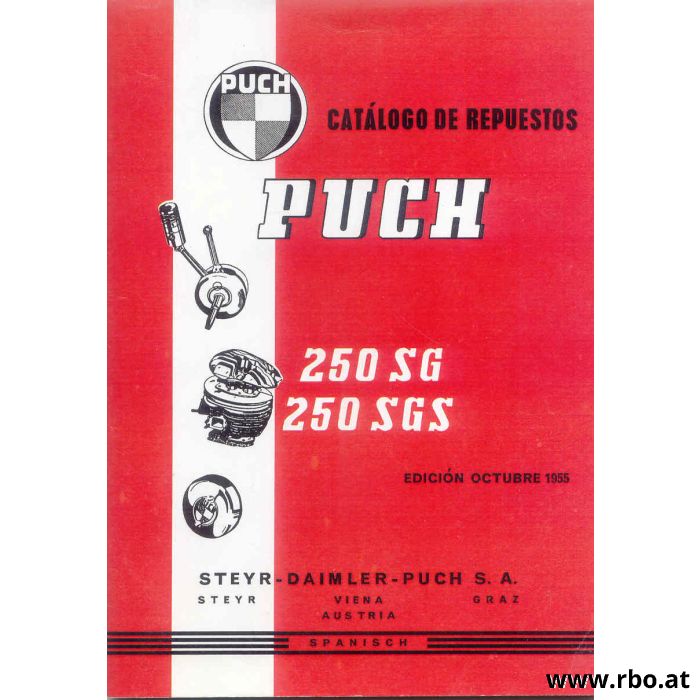 PUCH
CATÁLOGO DE REPUESTOS
PUCH
250 SG
250 SGS
EDICIÓN OCTUBRE 1955
STEYR-DAIMLER-PUCH S. A.
STEYR VIENA GRAZ
AUSTRIA
SPANISCH
www.rbo.at